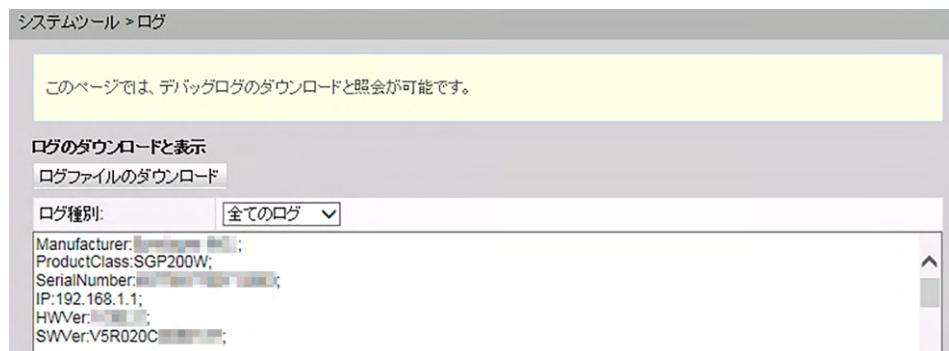 システムツール > ログ
このページでは、デバッグログのダウンロードと照会が可能です。
ログのダウンロードと表示
ログファイルのダウンロード
ログ種別: 全てのログ
Manufacturer: ;
ProductClass:SGP200W;
SerialNumber: ;
IP:192.168.1.1;
HWVer: ;
SWVer:V5R020C ;